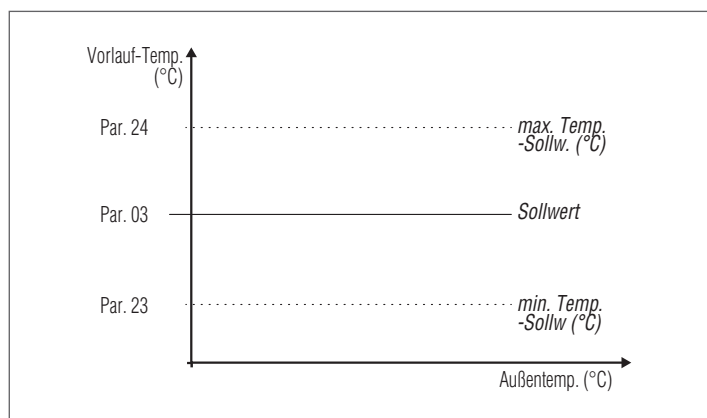 Vorlauf-Temp.
(°C)
Par. 24
max. Temp.
-Sollw. (°C)
Par. 03
Sollwert
Par. 23
min. Temp.
-Sollw (°C)
Außentemp. (°C)